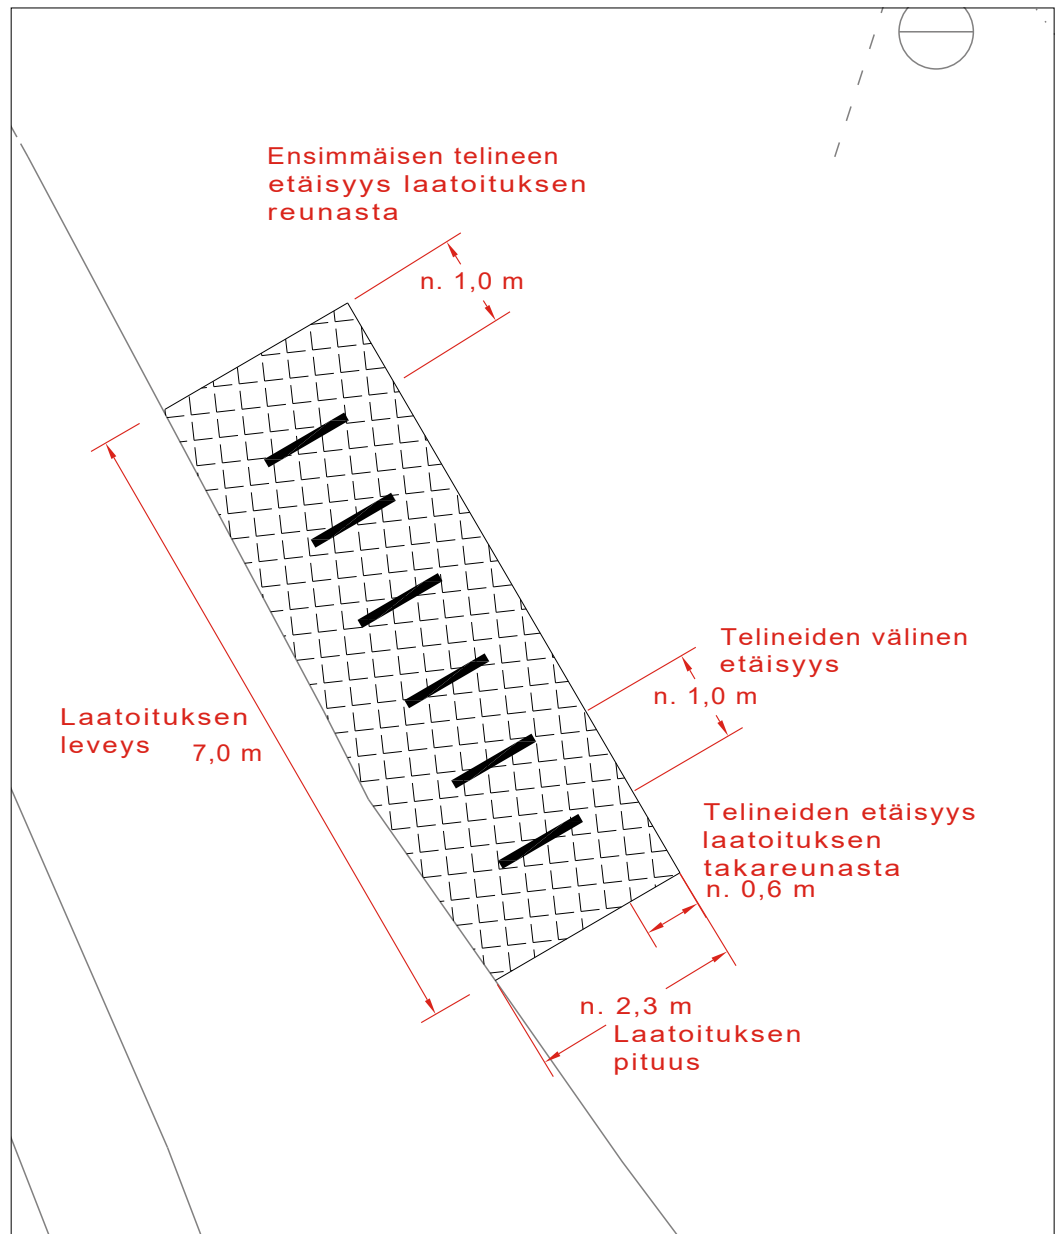 Ensimmäisen telineen
etäisyys laatoituksen
reunasta
n. 1,0 m
Telineiden välinen
etäisyys
n. 1,0 m
Laatoituksen
leveys 7,0 m
Telineiden etäisyys
laatoituksen
takareunasta
n. 0,6 m
n. 2,3 m
Laatoituksen
pituus